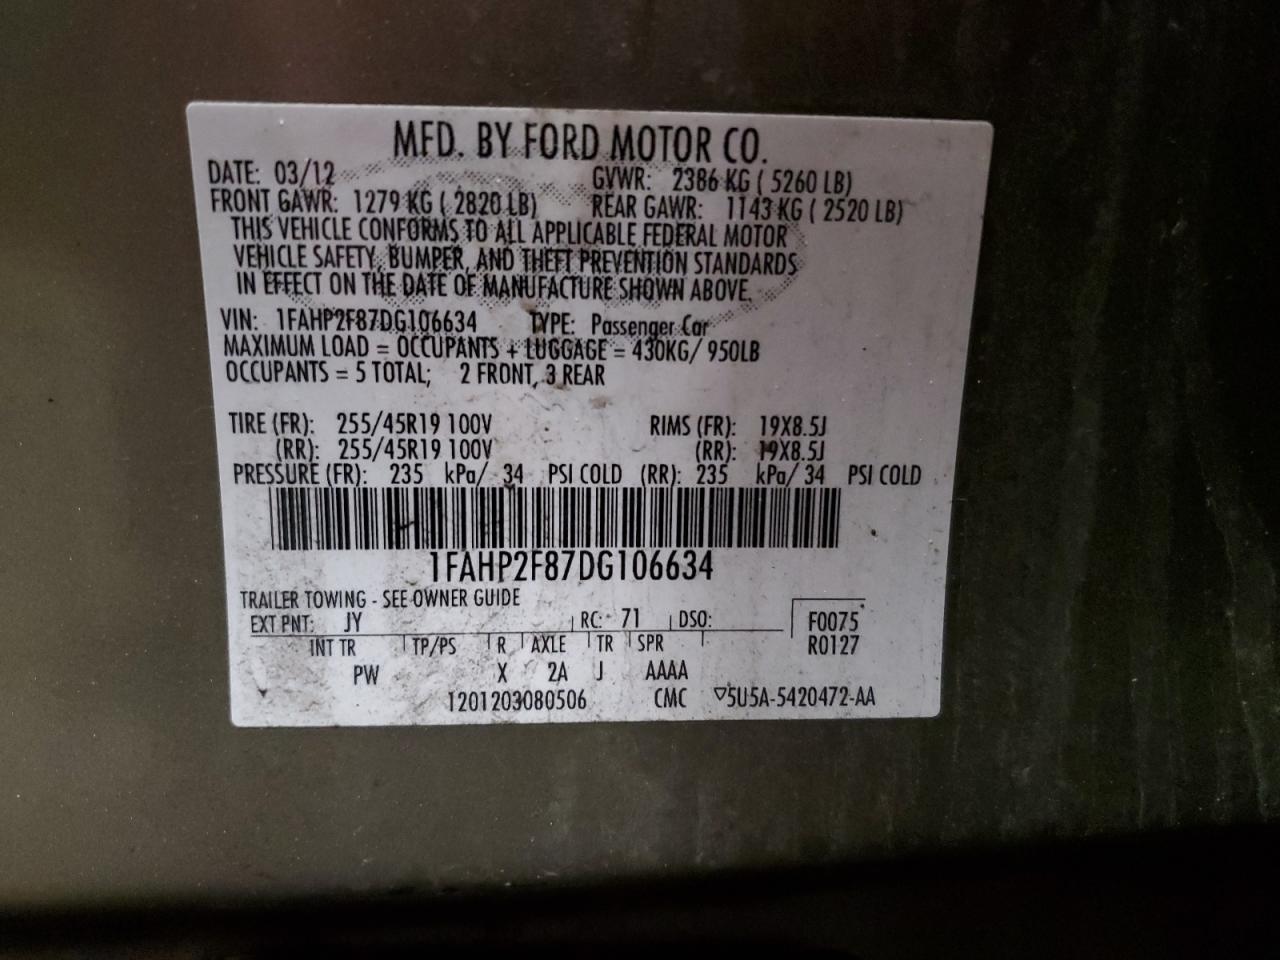 MFD. BY FORD MOTOR CO.
DATE: 03/12 GVWR: 2386 KG ( 5260 LB)
FRONT GAWR: 1279 KG ( 2820 LB) REAR GAWR: 1143 KG ( 2520 LB)
THIS VEHICLE CONFORMS TO ALL APPLICABLE FEDERAL MOTOR
VEHICLE SAFETY, BUMPER, AND THEFT PREVENTION STANDARDS
IN EFFECT ON THE DATE OF MANUFACTURE SHOWN ABOVE.
VIN: 1FAHP2F87DG106634 TYPE: Passenger Car
MAXIMUM LOAD = OCCUPANTS + LUGGAGE = 430KG/ 950LB
OCCUPANTS = 5 TOTAL; 2 FRONT, 3 REAR
TIRE (FR): 255/45R19 100V RIMS (FR): 19X8.5J
(RR): 255/45R19 100V (RR): 19X8.5J
PRESSURE (FR): 235 kPa/ 34 PSI COLD (RR): 235 kPa/ 34 PSI COLD
1FAHP2F87DG106634
TRAILER TOWING - SEE OWNER GUIDE
EXT PNT: JY RC: 71 DSO: F0075
INT TR TP/PS R AXLE TR SPR R0127
PW X 2A J AAAA
1201203080506 CMC ▽5U5A-5420472-AA